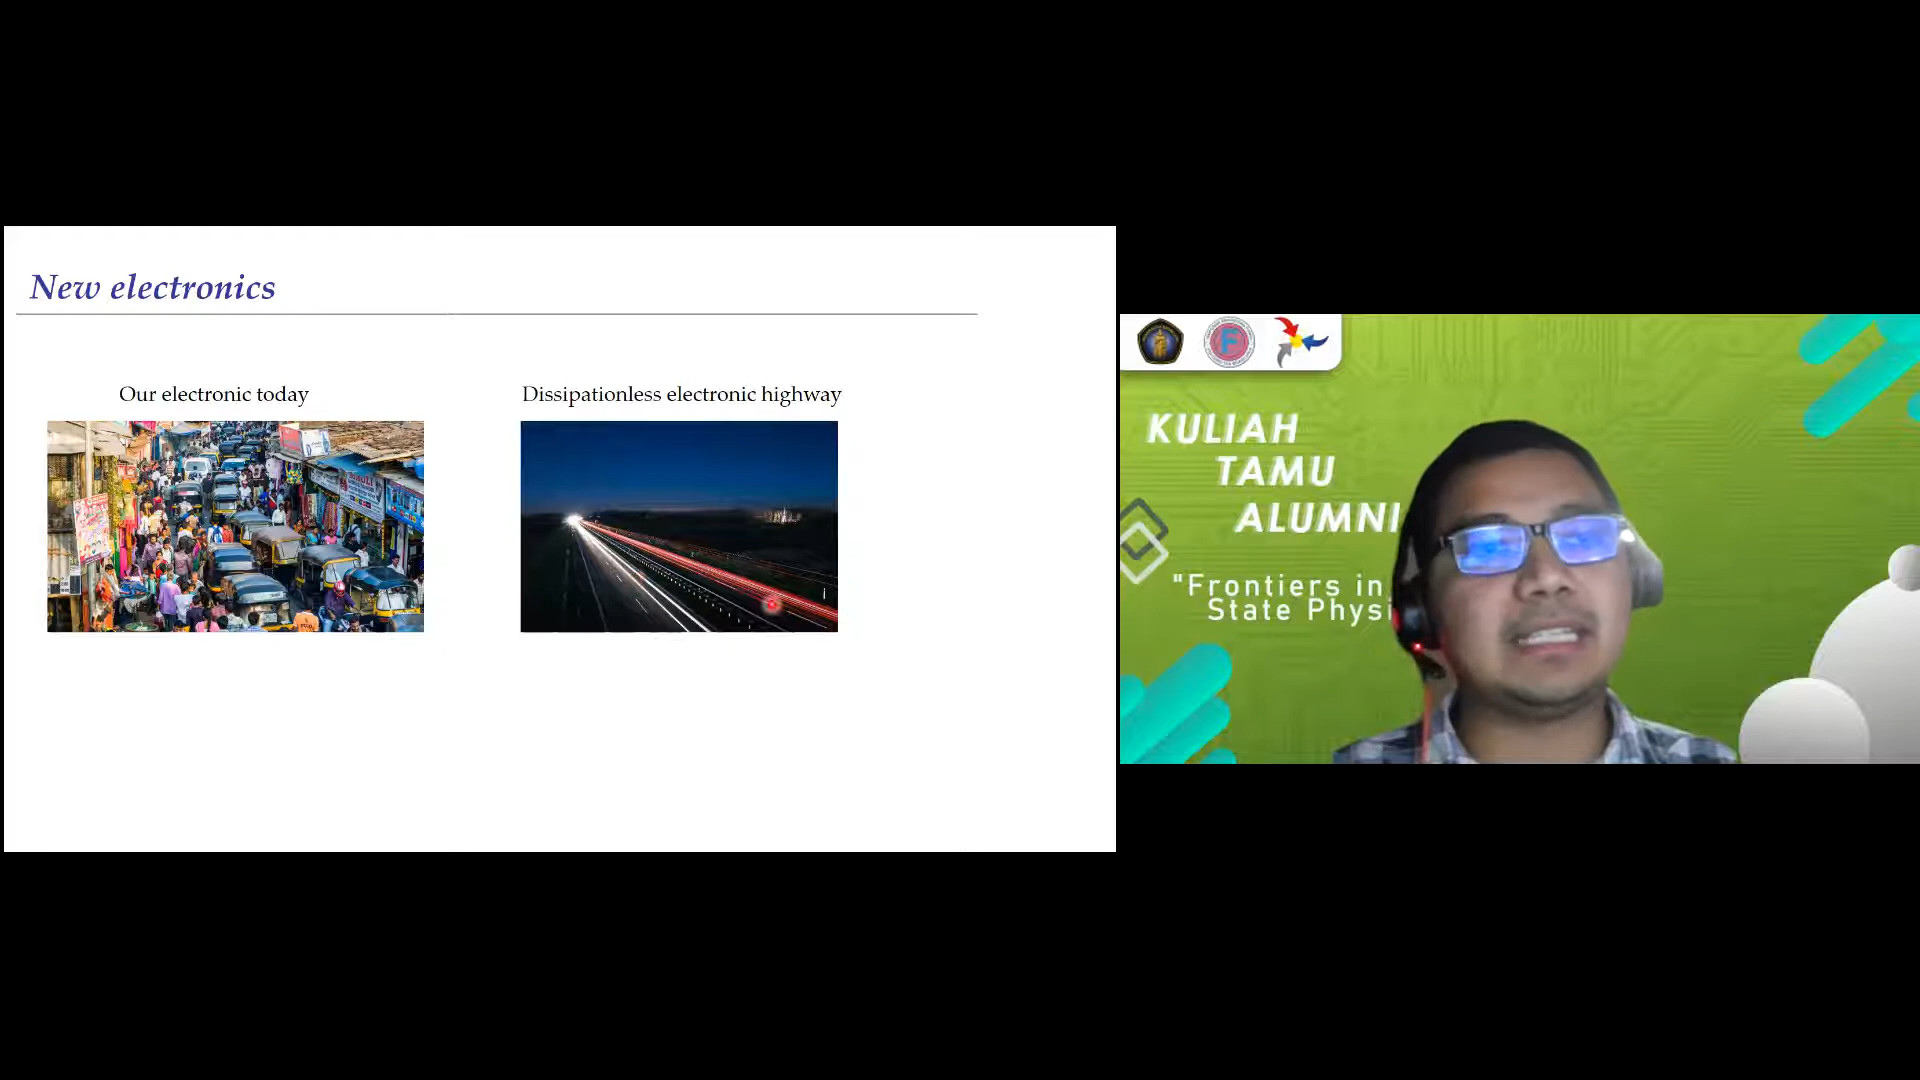 New electronics
Our electronic today
Dissipationless electronic highway
KULIAH
TAMU
ALUMNI
"Frontiers in
State Physi